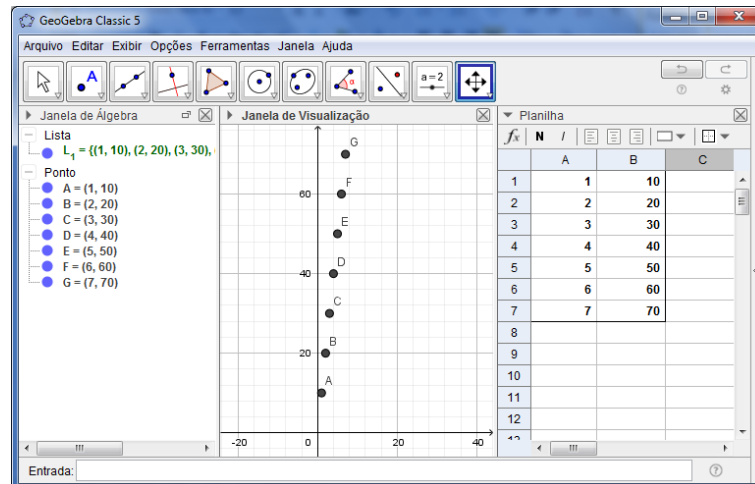 GeoGebra Classic 5
Arquivo Editar Exibir Opções Ferramentas Janela Ajuda
A
α
a=2
Janela de Álgebra
Lista
L1 = {(1, 10), (2, 20), (3, 30),
Ponto
A = (1, 10)
B = (2, 20)
C = (3, 30)
D = (4, 40)
E = (5, 50)
F = (6, 60)
G = (7, 70)
Janela de Visualização
G
F
60
E
D
40
C
B
20
A
-20 0 20 40
Planilha
fx N I
A B C
1 1 10
2 2 20
3 3 30
4 4 40
5 5 50
6 6 60
7 7 70
8
9
10
11
12
Entrada: